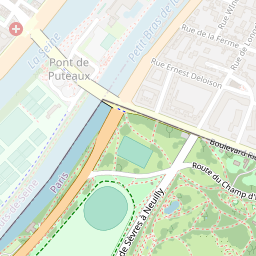 La Seine
Pont de
Puteaux
Petit Bras de
Rue de la Ferme
Rue
Rue Ernest Deloison
Boulevard
Route du Champ d'
Paris
de Sèvres à Neuilly